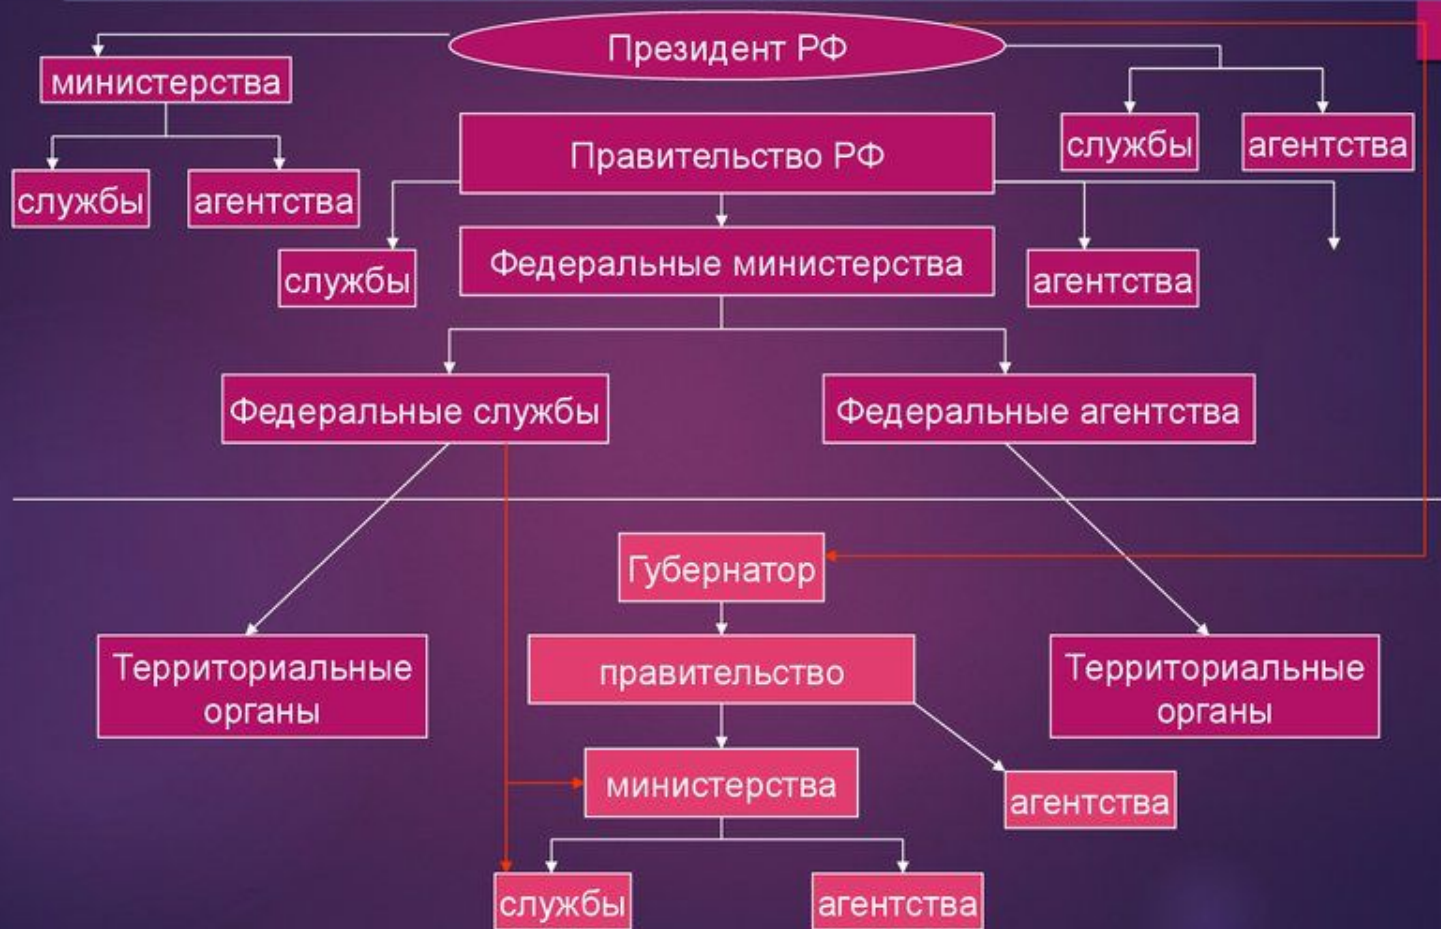 Президент РФ
министерства
службы
агентства
службы
агентства
Правительство РФ
службы
Федеральные министерства
агентства
Федеральные службы
Федеральные агентства
Губернатор
Территориальные
органы
правительство
Территориальные
органы
министерства
агентства
службы
агентства